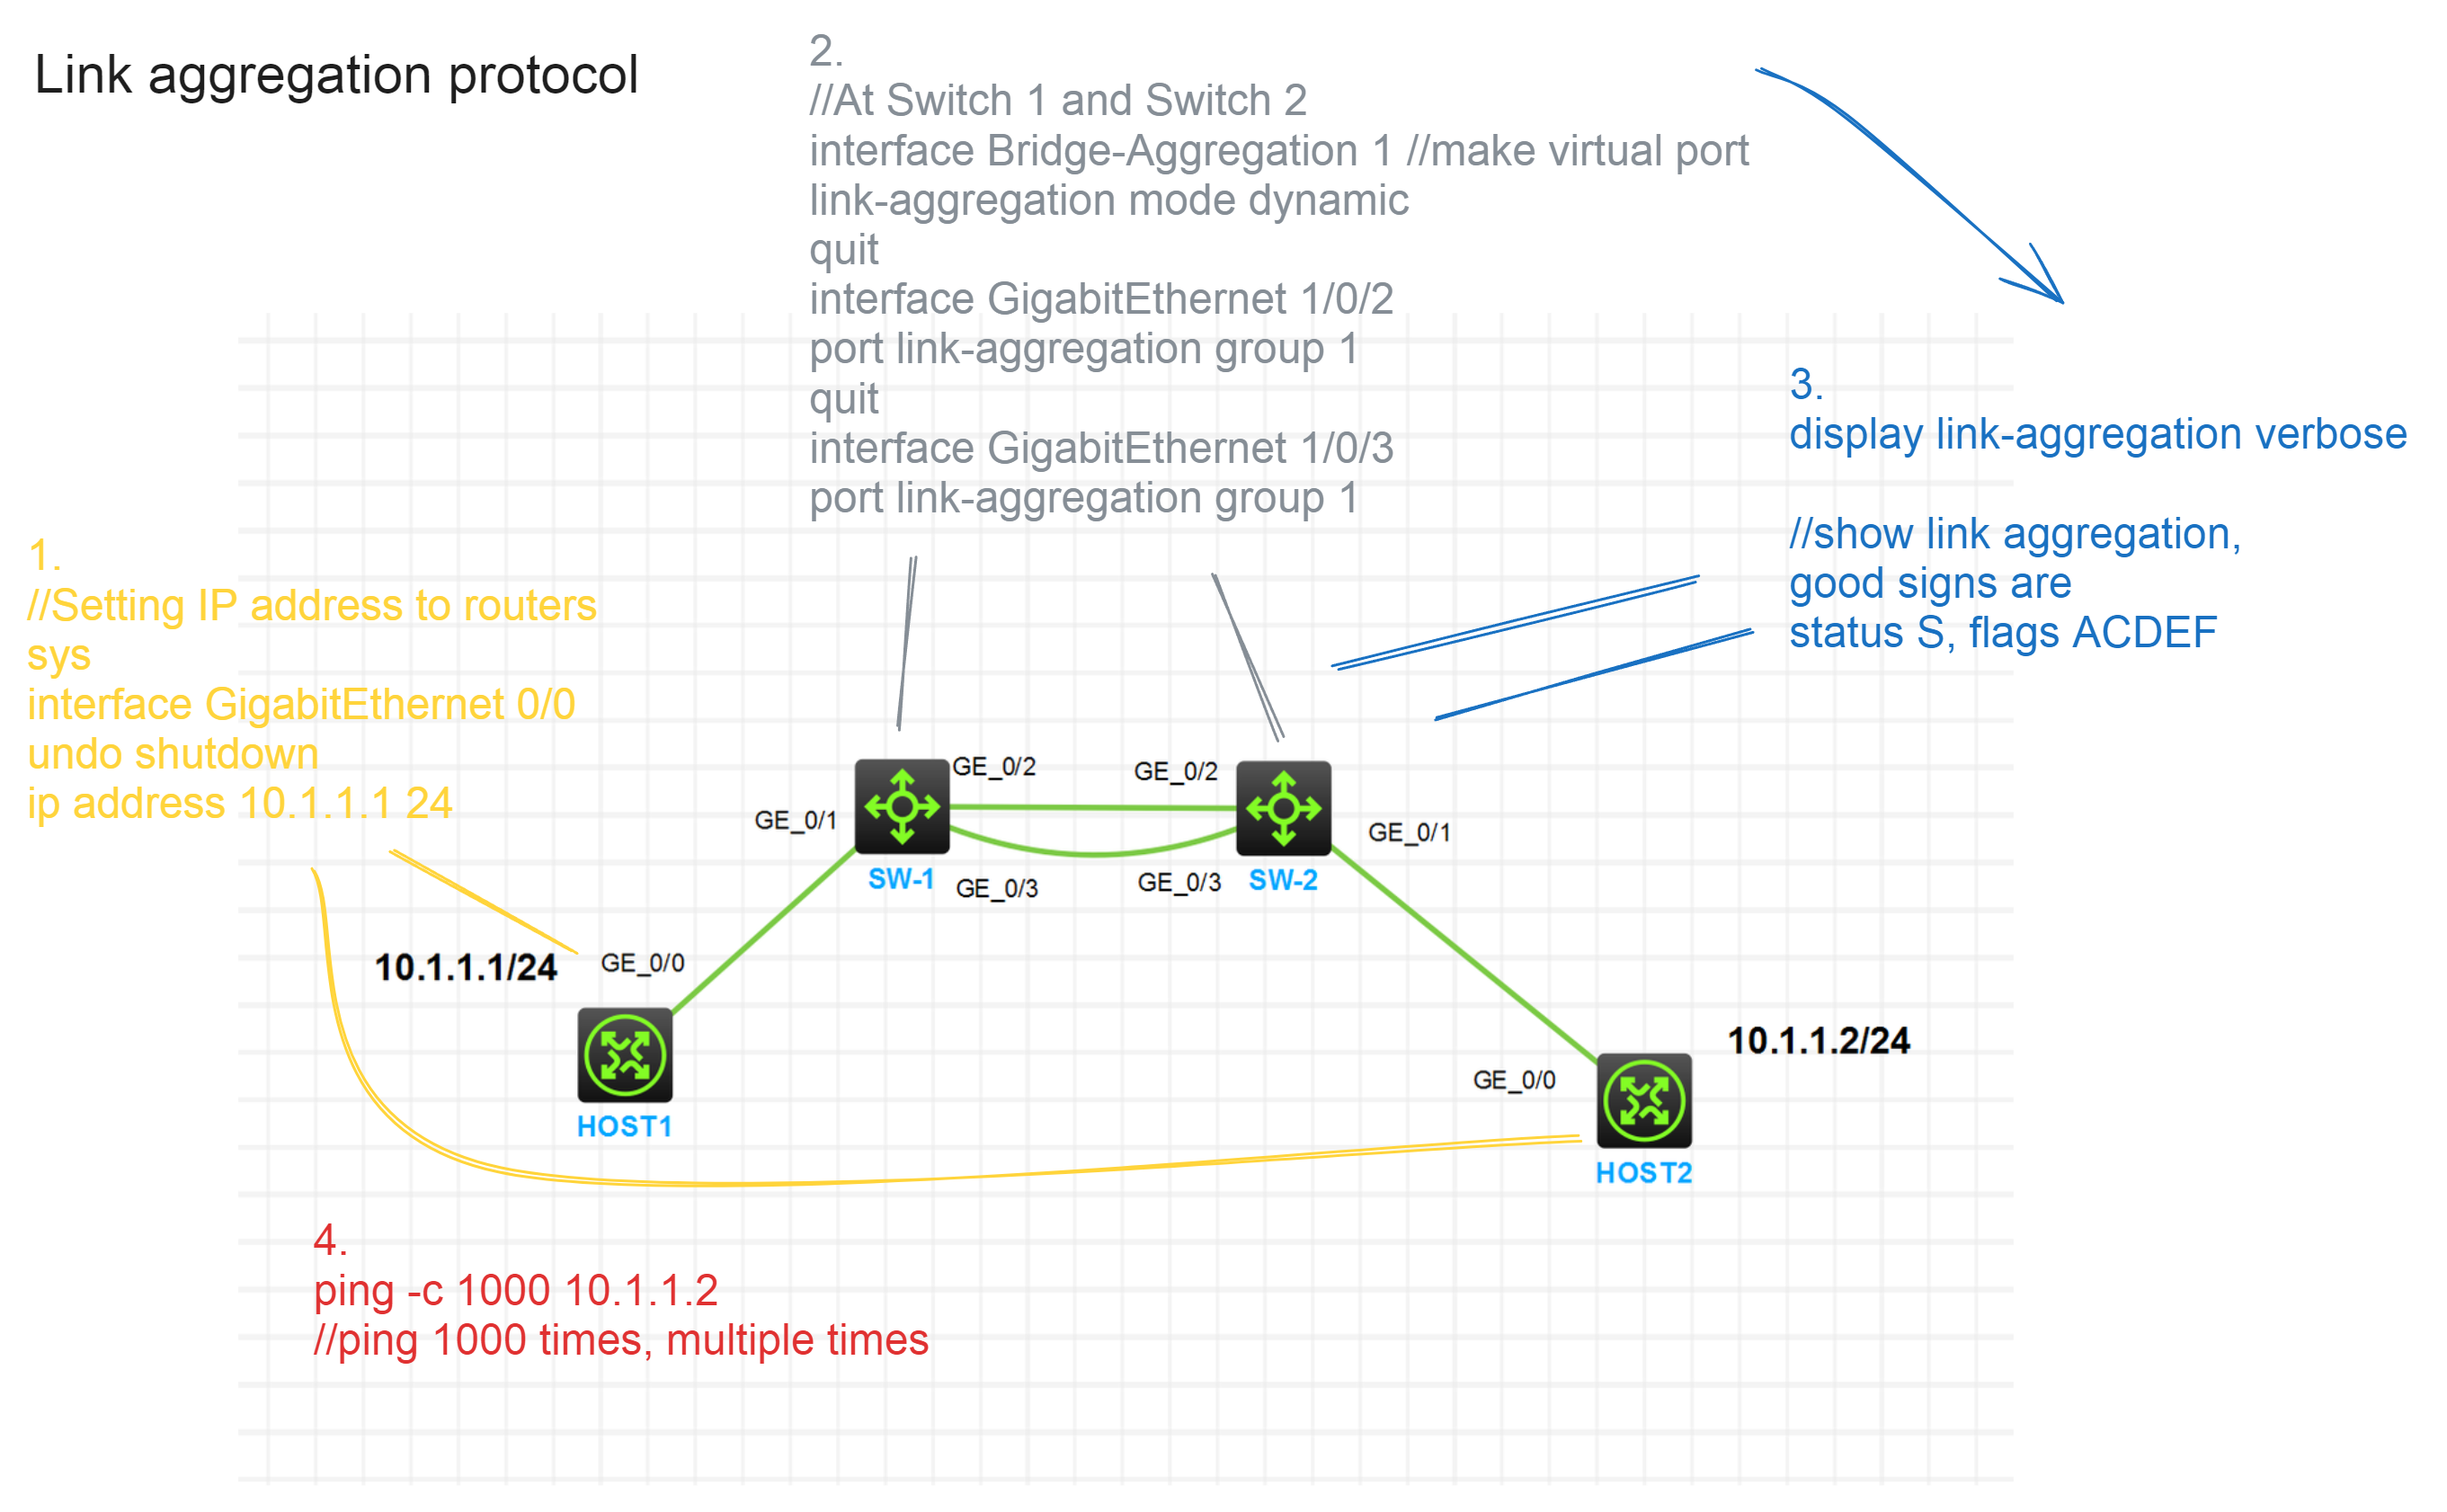 Link aggregation protocol
2.
//At Switch 1 and Switch 2
interface Bridge-Aggregation 1 //make virtual port
link-aggregation mode dynamic
quit
interface GigabitEthernet 1/0/2
port link-aggregation group 1
quit
interface GigabitEthernet 1/0/3
port link-aggregation group 1
3.
display link-aggregation verbose
//show link aggregation,
good signs are
status S, flags ACDEF
1.
//Setting IP address to routers
sys
interface GigabitEthernet 0/0
undo shutdown
ip address 10.1.1.1 24
GE_0/2
GE_0/2
GE_0/1
GE_0/1
SW-1
GE_0/3
GE_0/3
SW-2
10.1.1.1/24
GE_0/0
HOST1
10.1.1.2/24
GE_0/0
HOST2
4.
ping -c 1000 10.1.1.2
//ping 1000 times, multiple times